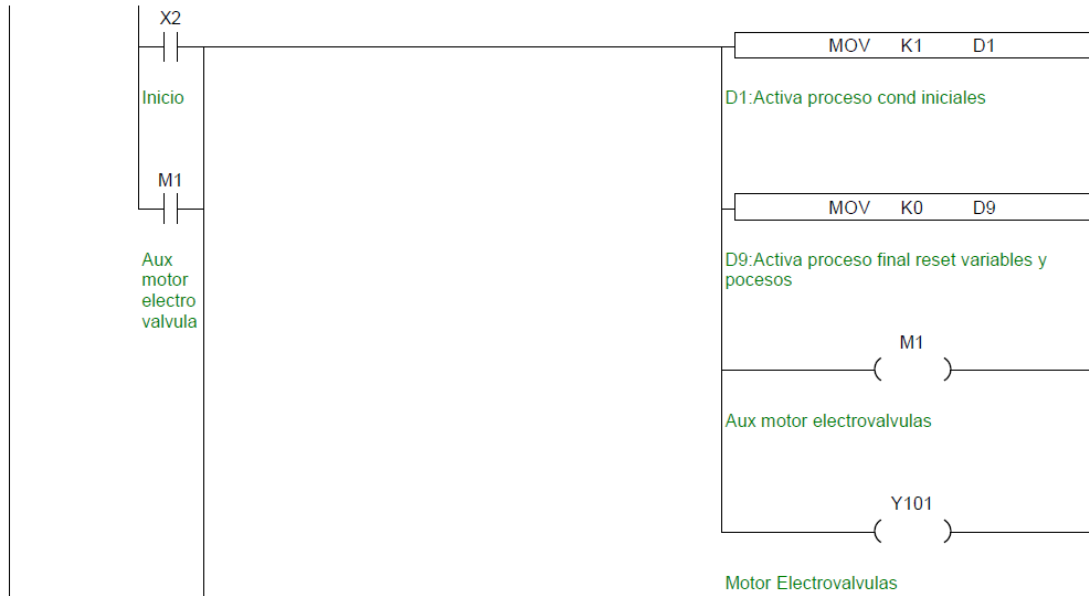 X2
MOV K1 D1
Inicio
D1:Activa proceso cond iniciales
M1
MOV K0 D9
Aux
motor
electro
valvula
D9:Activa proceso final reset variables y
pocesos
M1
Aux motor electrovalvulas
Y101
Motor Electrovalvulas